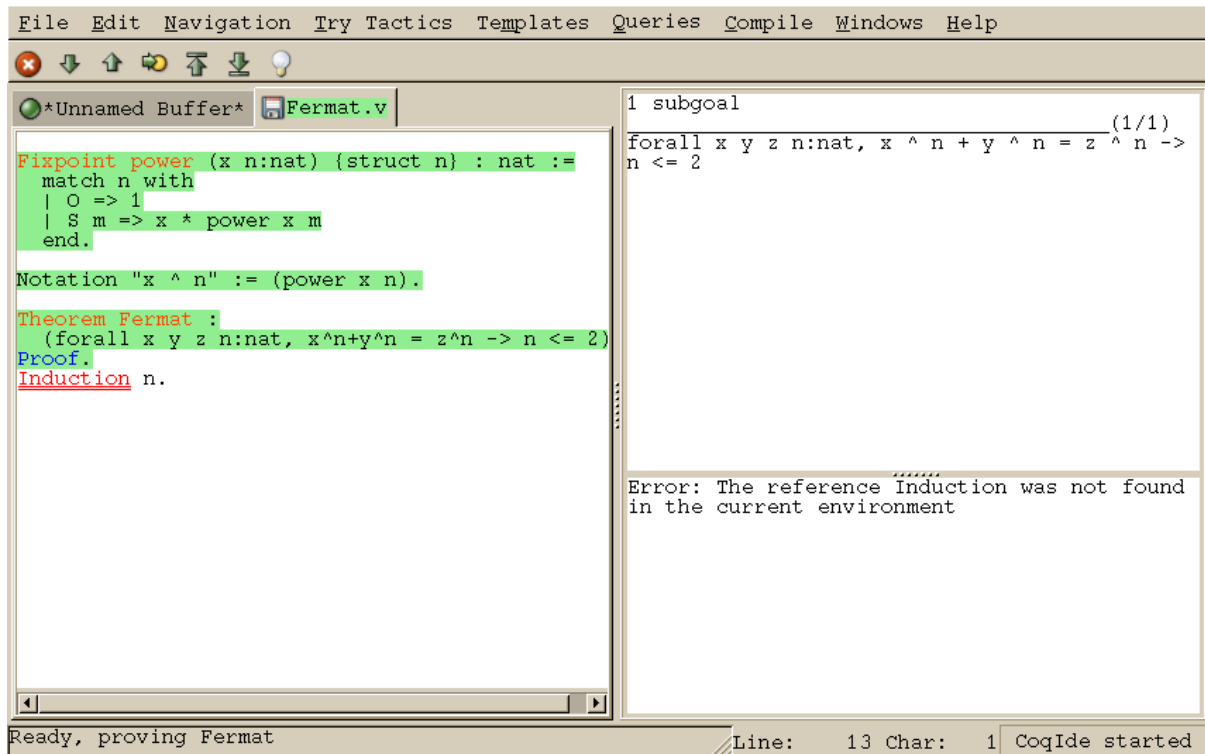 File Edit Navigation Try Tactics Templates Queries Compile Windows Help
*Unnamed Buffer* Fermat.v
Fixpoint power (x n:nat) {struct n} : nat :=
match n with
| O => 1
| S m => x * power x m
end.
Notation "x ^ n" := (power x n).
Theorem Fermat :
(forall x y z n:nat, x^n+y^n = z^n -> n <= 2)
Proof.
Induction n.
1 subgoal
(1/1)
forall x y z n:nat, x ^ n + y ^ n = z ^ n ->
n <= 2
Error: The reference Induction was not found
in the current environment
Ready, proving Fermat Line: 13 Char: 1 CoqIde started